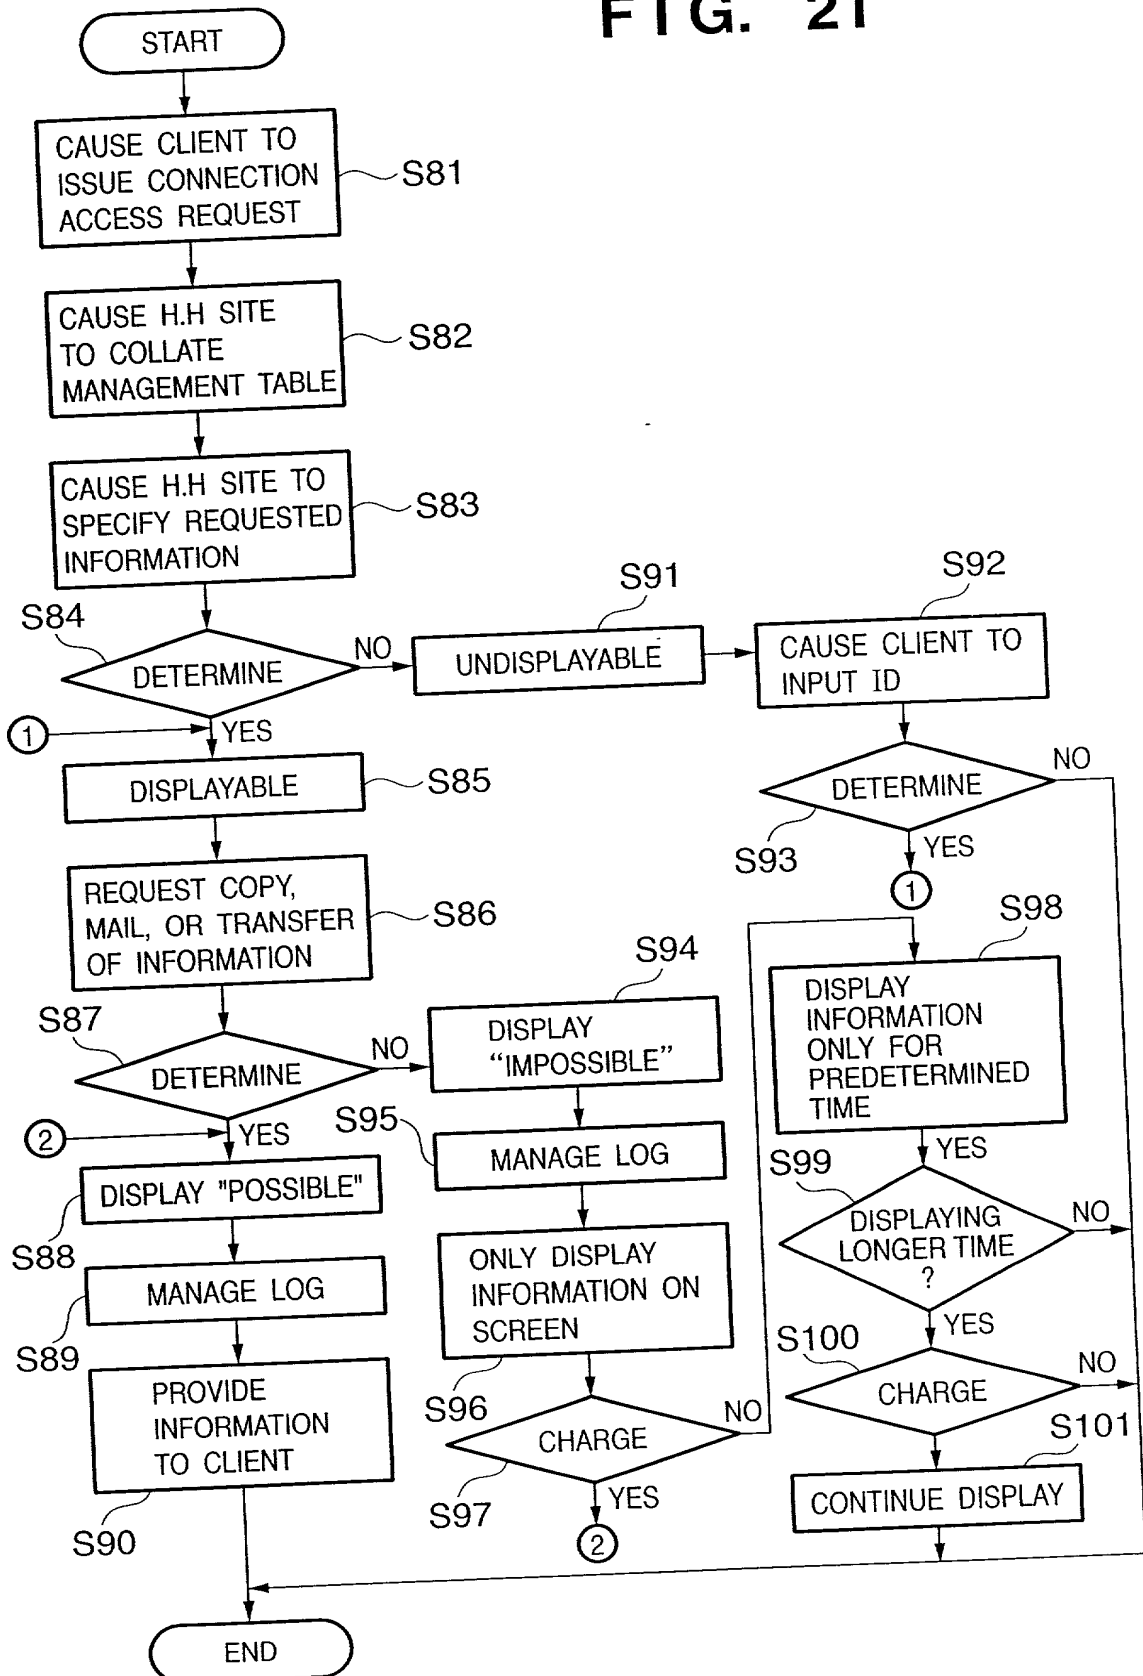 FIG. 21
START
CAUSE CLIENT TO
ISSUE CONNECTION
ACCESS REQUEST
S81
CAUSE H.H SITE
TO COLLATE
MANAGEMENT TABLE
S82
CAUSE H.H SITE TO
SPECIFY REQUESTED
INFORMATION
S83
S84
DETERMINE
NO
YES
1
S91
UNDISPLAYABLE
S92
CAUSE CLIENT TO
INPUT ID
DETERMINE
NO
S93
YES
1
DISPLAYABLE
S85
REQUEST COPY,
MAIL, OR TRANSFER
OF INFORMATION
S86
S87
DETERMINE
NO
2
YES
DISPLAY "POSSIBLE"
S88
MANAGE LOG
S89
PROVIDE
INFORMATION
TO CLIENT
S90
S94
DISPLAY
“IMPOSSIBLE”
S95
MANAGE LOG
ONLY DISPLAY
INFORMATION ON
SCREEN
S96
CHARGE
NO
S97
YES
2
S98
DISPLAY
INFORMATION
ONLY FOR
PREDETERMINED
TIME
YES
S99
DISPLAYING
LONGER TIME
?
NO
YES
S100
CHARGE
NO
S101
CONTINUE DISPLAY
END